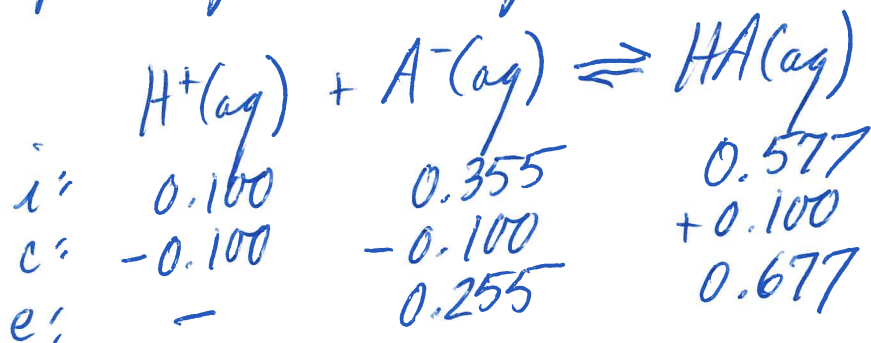 H⁺(aq) + A⁻(aq) ⇌ HA(aq)
i: 0.100 0.355 0.577
c: -0.100 -0.100 +0.100
e: - 0.255 0.677